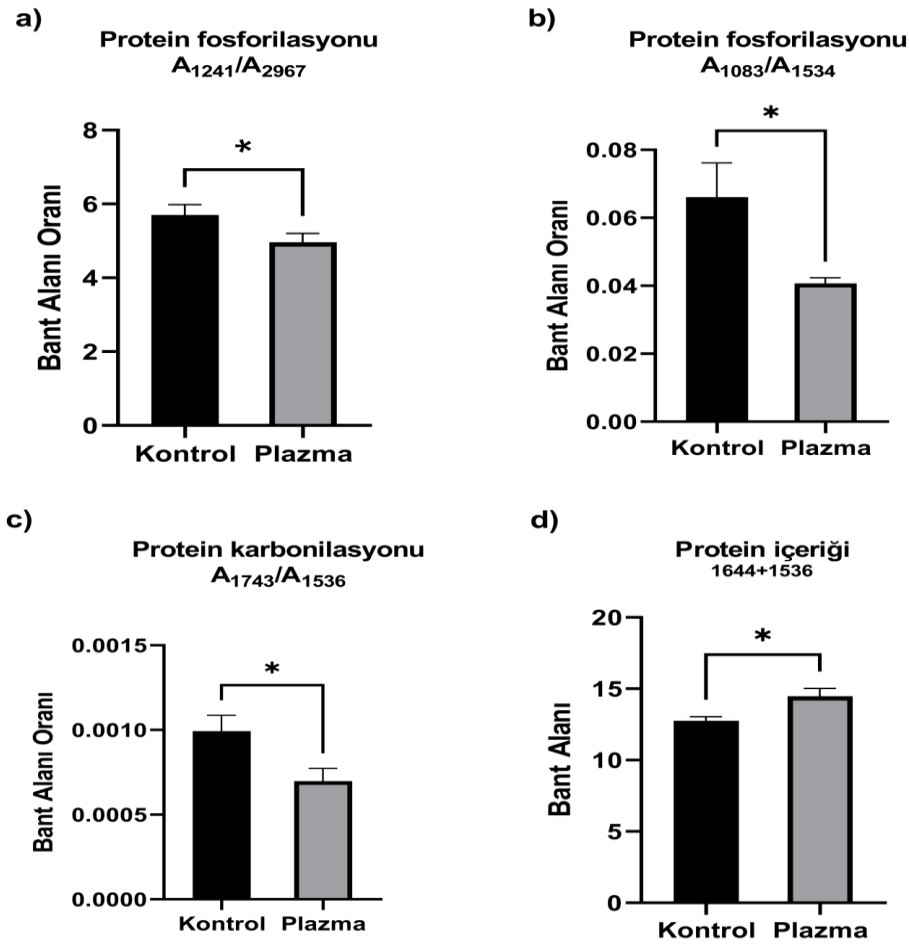 a)
Protein fosforilasyonu
A1241/A2967
*
Bant Alanı Oranı
8
6
4
2
0
Kontrol Plazma
b)
Protein fosforilasyonu
A1083/A1534
*
Bant Alanı Oranı
0.08
0.06
0.04
0.02
0.00
Kontrol Plazma
c)
Protein karbonilasyonu
A1743/A1536
*
Bant Alanı Oranı
0.0015
0.0010
0.0005
0.0000
Kontrol Plazma
d)
Protein içeriği
1644+1536
*
Bant Alanı
20
15
10
5
0
Kontrol Plazma